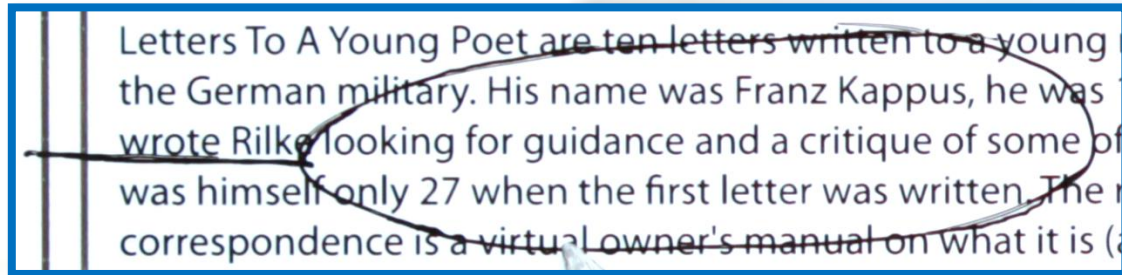 Letters To A Young Poet are ten letters written to a young
the German military. His name was Franz Kappus, he was
wrote Rilke looking for guidance and a critique of some of
was himself only 27 when the first letter was written. The
correspondence is a virtual owner's manual on what it is (